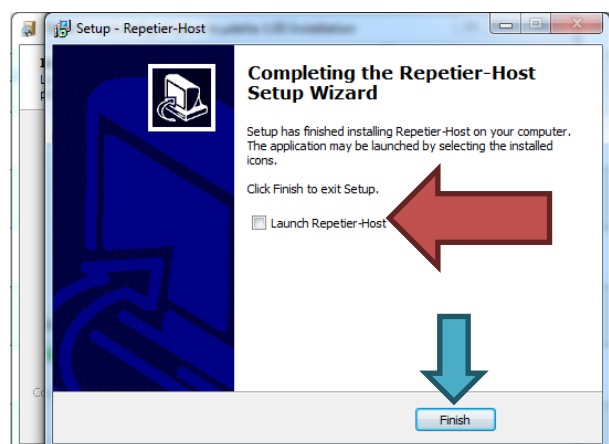 Setup - Repetier-Host
Completing the Repetier-Host
Setup Wizard
Setup has finished installing Repetier-Host on your computer.
The application may be launched by selecting the installed
icons.
Click Finish to exit Setup.
Launch Repetier-Host
Finish